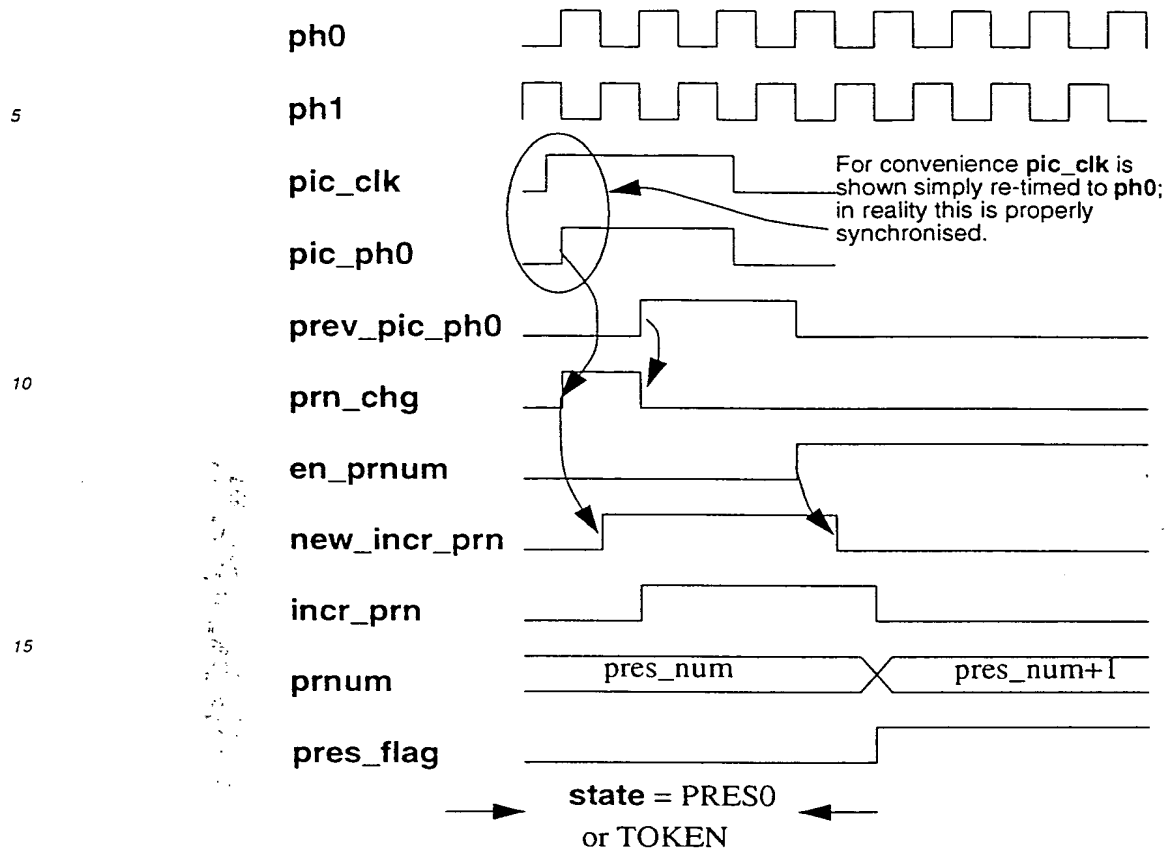 ph0
5
ph1
pic_clk
For convenience pic_clk is
shown simply re-timed to ph0;
in reality this is properly
synchronised.
pic_ph0
prev_pic_ph0
10
prn_chg
en_prnum
new_incr_prn
incr_prn
15
prnum
pres_num
pres_num+1
pres_flag
state = PRES0
or TOKEN